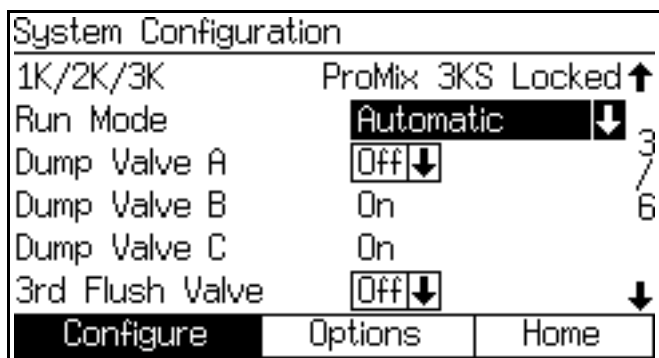 System Configuration
1K/2K/3K ProMix 3KS Locked
Run Mode Automatic
Dump Valve A Off
Dump Valve B On
Dump Valve C On
3rd Flush Valve Off
3/6
Configure Options Home